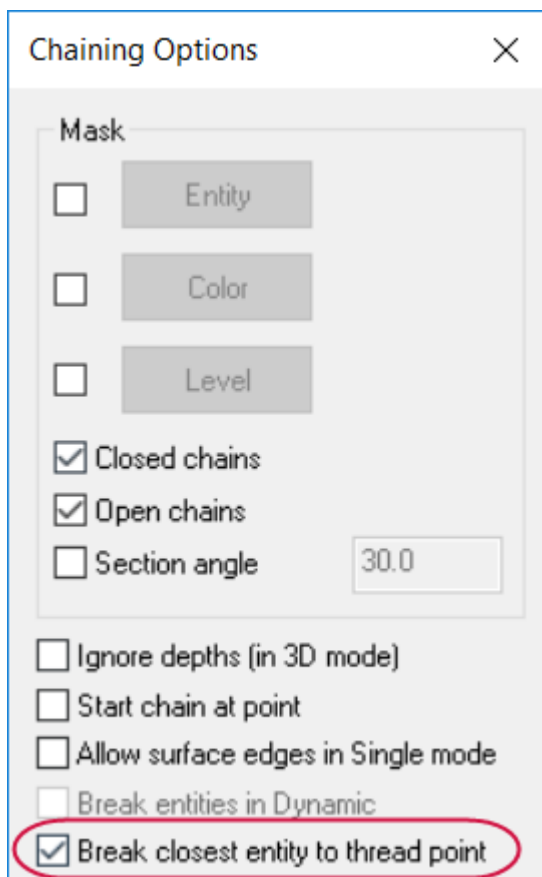 Chaining Options
Mask
Entity
Color
Level
Closed chains
Open chains
Section angle 30.0
Ignore depths (in 3D mode)
Start chain at point
Allow surface edges in Single mode
Break entities in Dynamic
Break closest entity to thread point